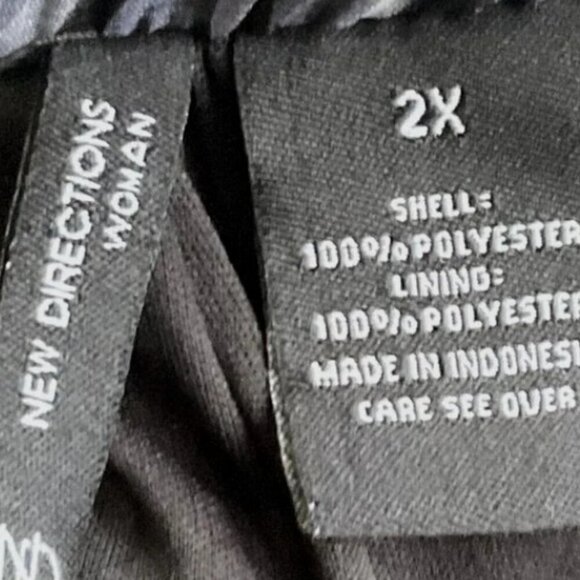 NEW DIRECTIONS
WOMAN
2X
SHELL:
100% POLYESTER
LINING:
100% POLYESTER
MADE IN INDONESI
CARE SEE OVER